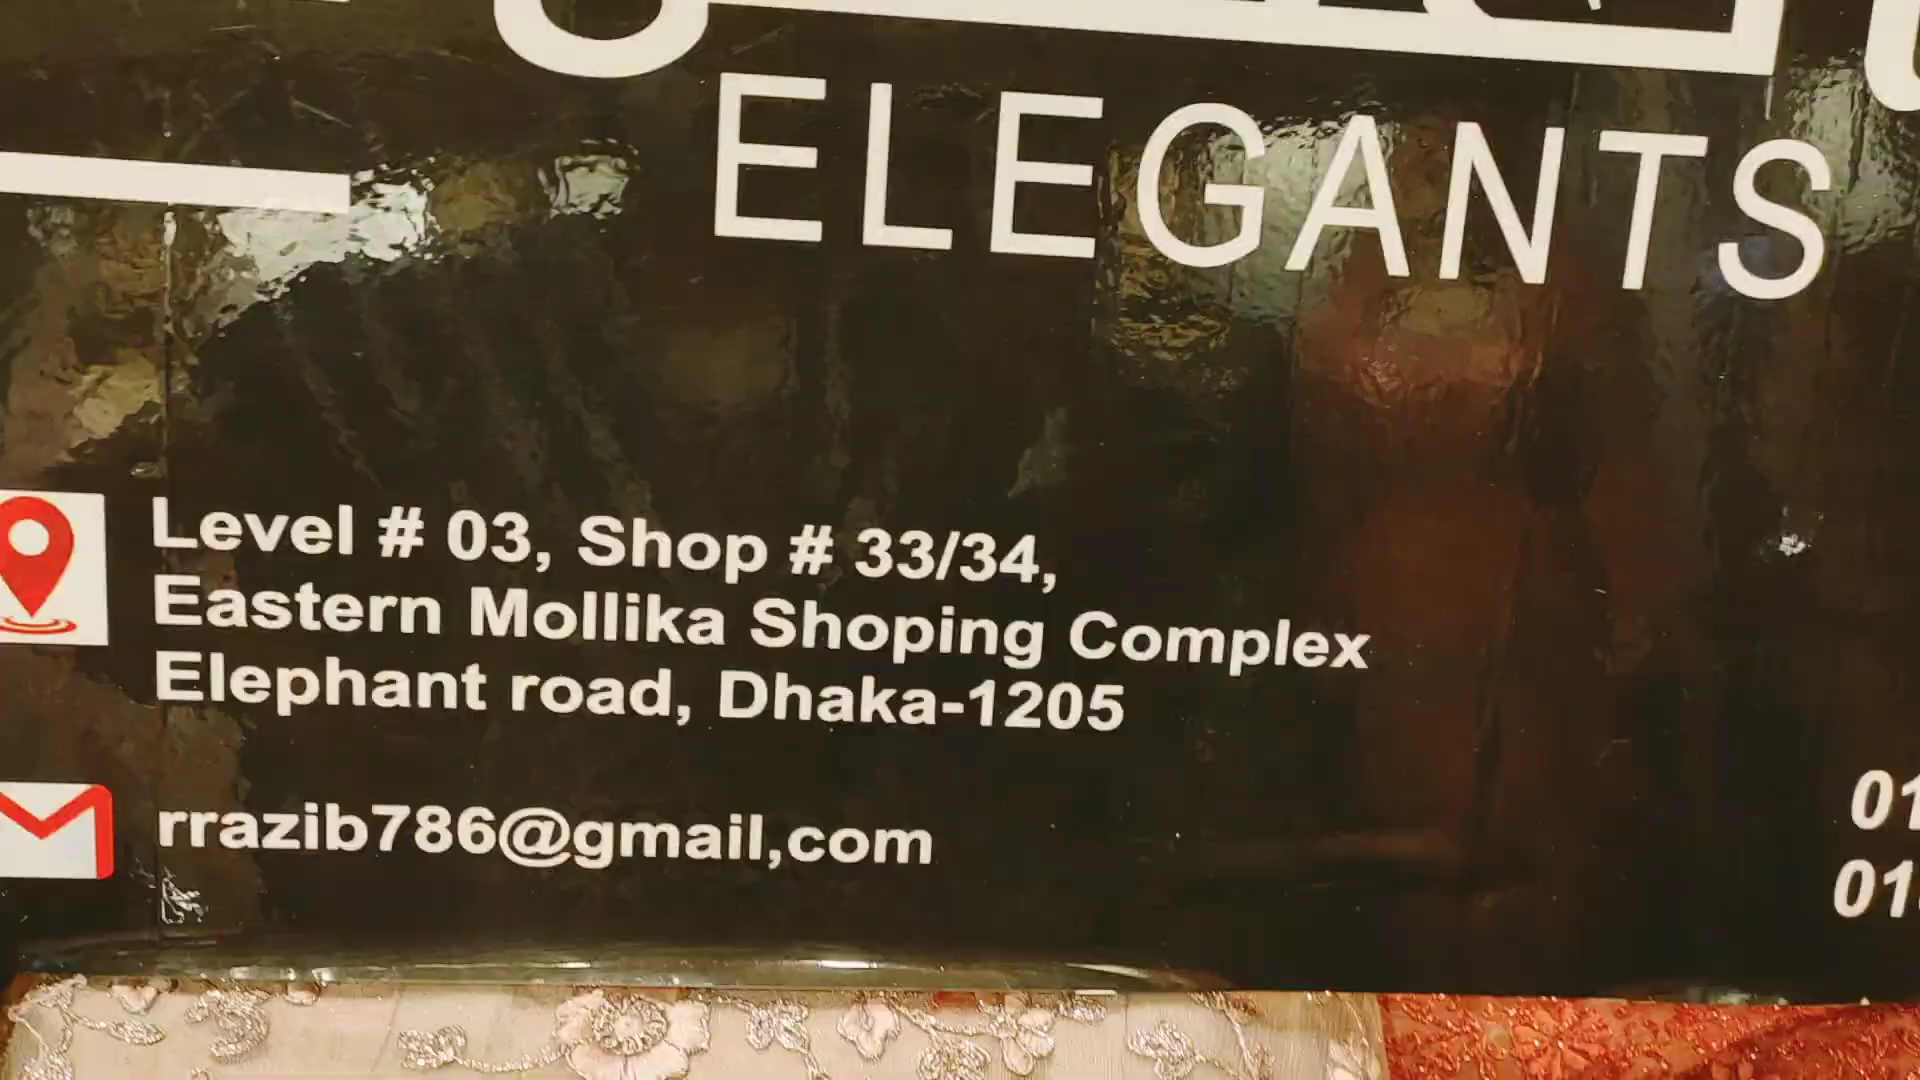 ELEGANTS
Level # 03, Shop # 33/34,
Eastern Mollika Shoping Complex
Elephant road, Dhaka-1205
rrazib786@gmail,com